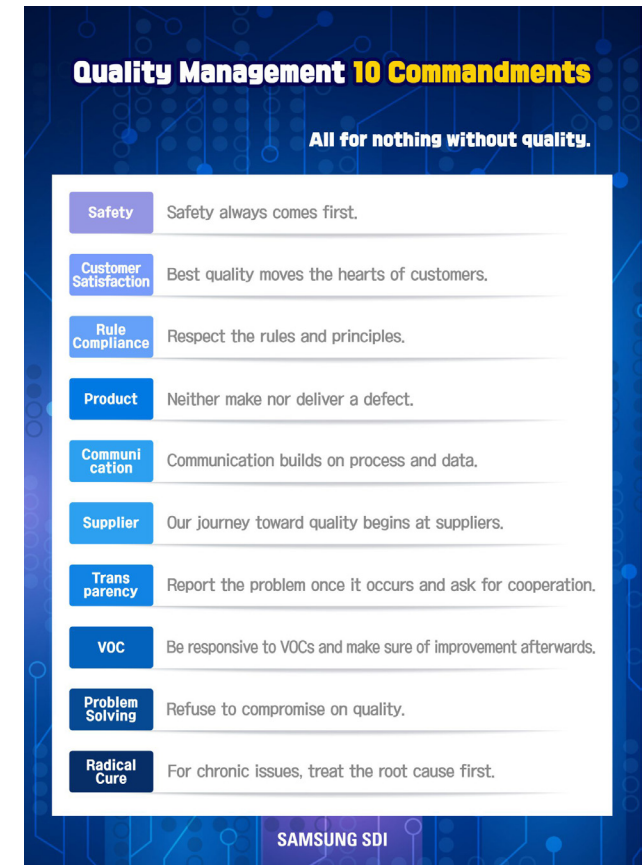 Quality Management 10 Commandments
All for nothing without quality.
Safety
Safety always comes first.
Customer
Satisfaction
Best quality moves the hearts of customers.
Rule
Compliance
Respect the rules and principles.
Product
Neither make nor deliver a defect.
Communi
cation
Communication builds on process and data.
Supplier
Our journey toward quality begins at suppliers.
Trans
parency
Report the problem once it occurs and ask for cooperation.
VOC
Be responsive to VOCs and make sure of improvement afterwards.
Problem
Solving
Refuse to compromise on quality.
Radical
Cure
For chronic issues, treat the root cause first.
SAMSUNG SDI